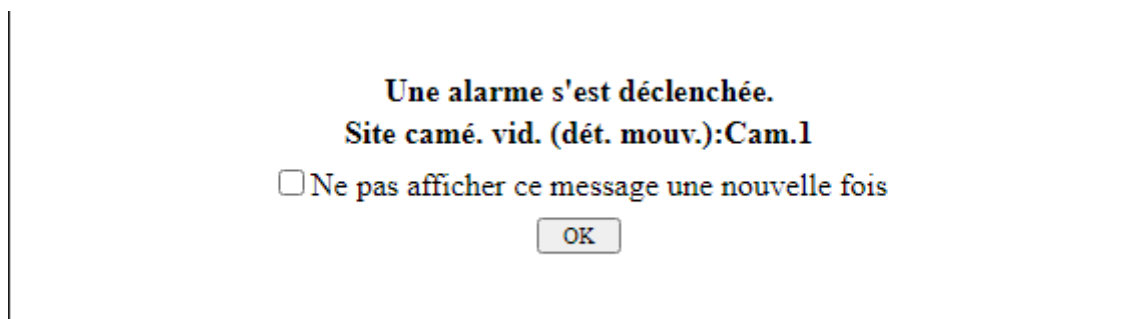 Une alarme s'est déclenchée.
Site camé. vid. (dét. mouv.):Cam.1
Ne pas afficher ce message une nouvelle fois
OK